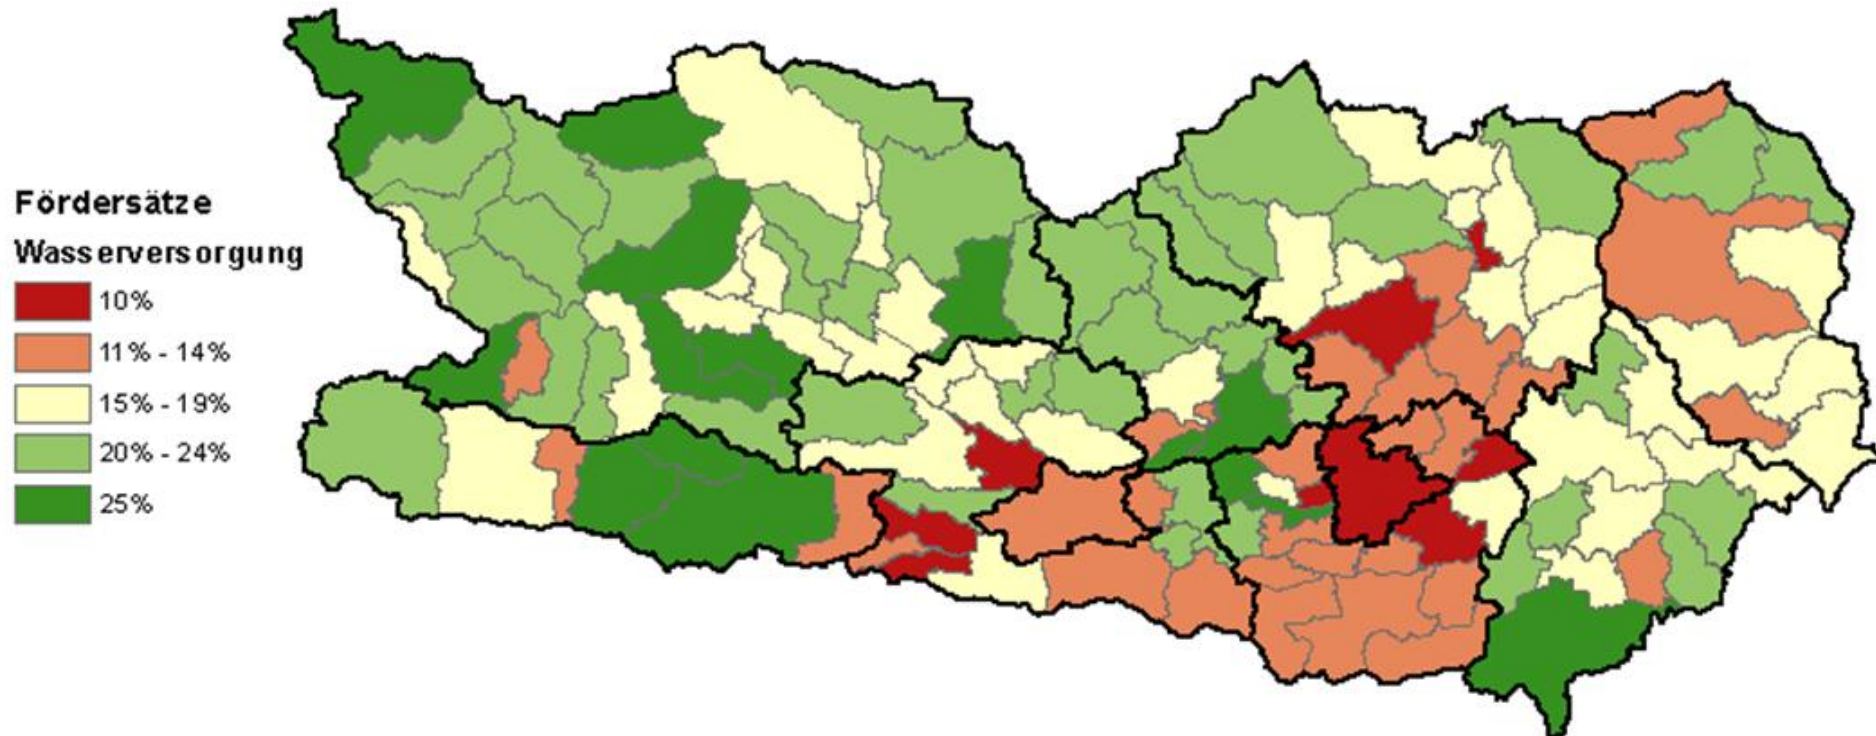 Fördersätze
Wasserversorgung
10%
11% - 14%
15% - 19%
20% - 24%
25%